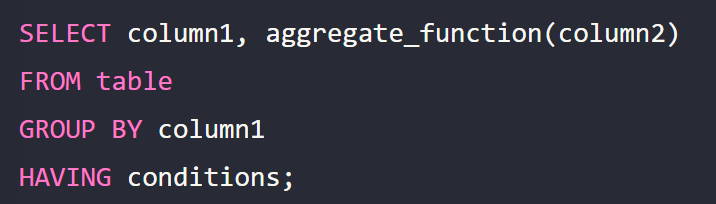 SELECT column1, aggregate_function(column2)
FROM table
GROUP BY column1
HAVING conditions;